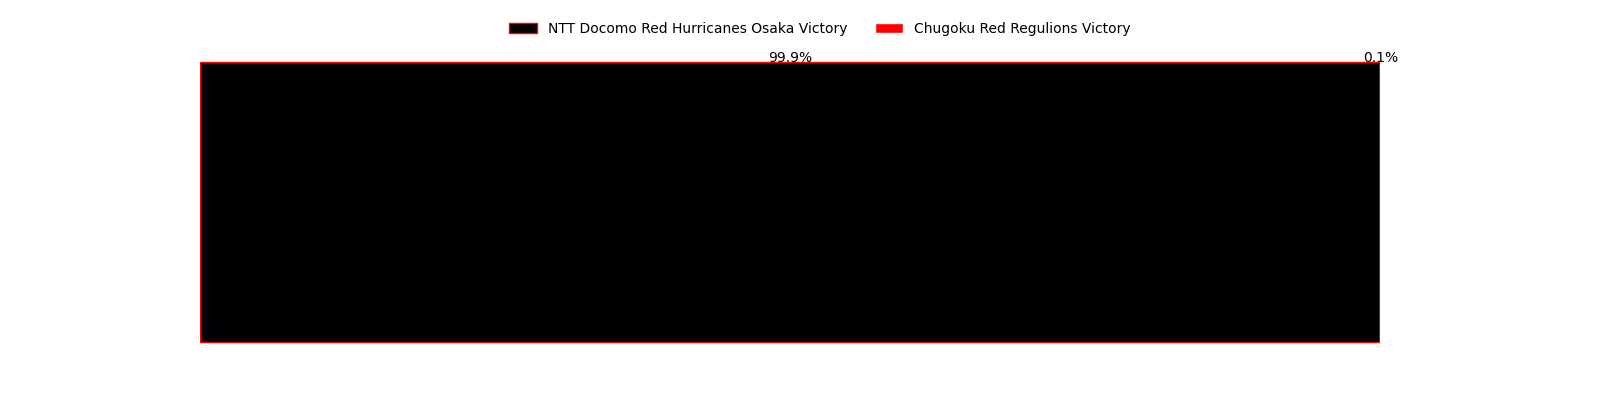 NTT Docomo Red Hurricanes Osaka Victory Chugoku Red Regulions Victory
99.9% 0.1%